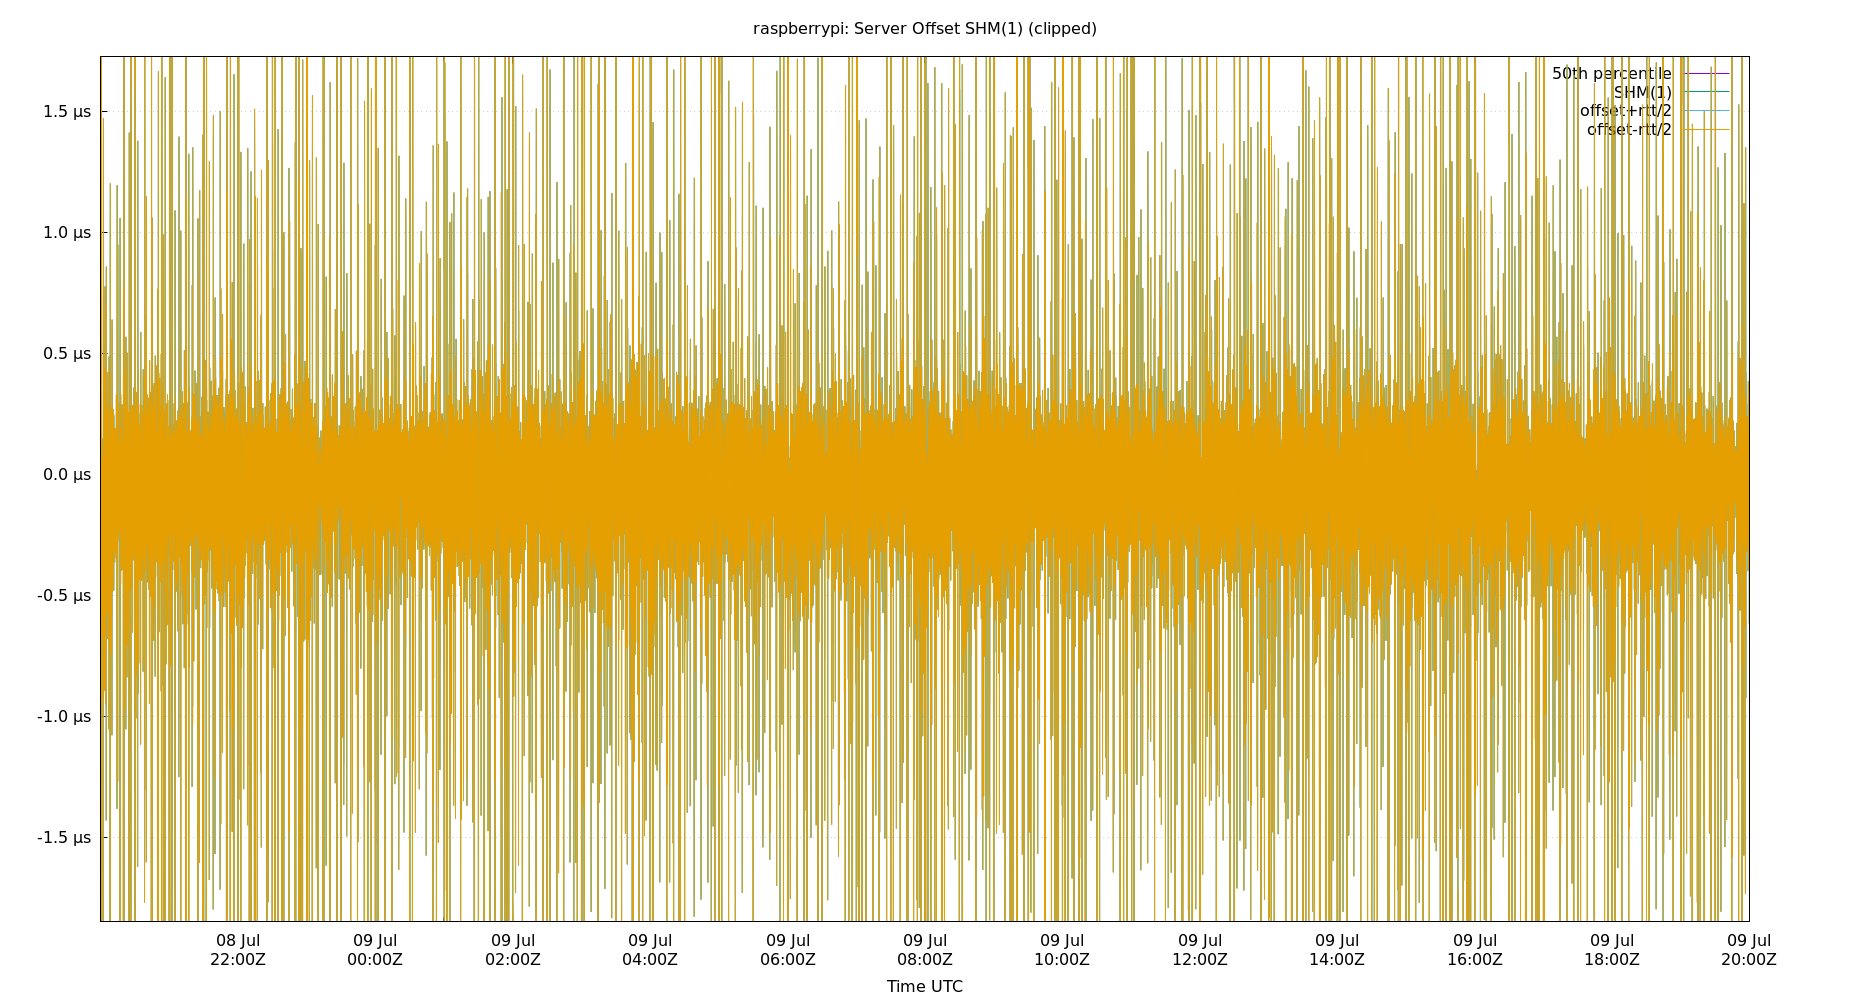 raspberrypi: Server Offset SHM(1) (clipped)
50th percentile
SHM(1)
offset+rtt/2
offset-rtt/2
1.5 µs
1.0 µs
0.5 µs
0.0 µs
-0.5 µs
-1.0 µs
-1.5 µs
08 Jul 09 Jul 09 Jul 09 Jul 09 Jul 09 Jul 09 Jul 09 Jul 09 Jul 09 Jul 09 Jul 09 Jul
22:00Z 00:00Z 02:00Z 04:00Z 06:00Z 08:00Z 10:00Z 12:00Z 14:00Z 16:00Z 18:00Z 20:00Z
Time UTC